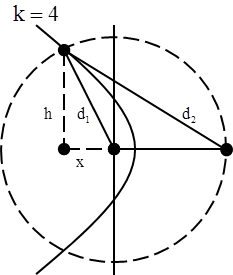 k = 4
h
d₁
d₂
x